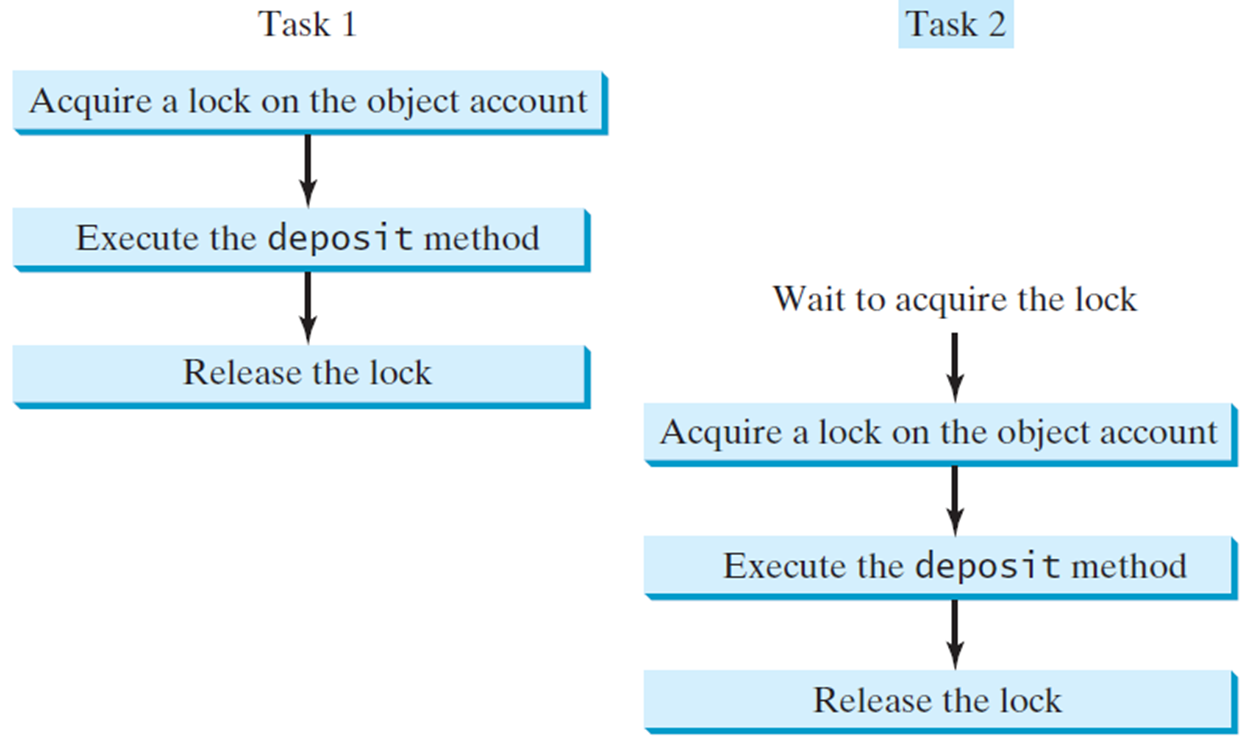 Task 1
Acquire a lock on the object account
Execute the deposit method
Release the lock
Task 2
Wait to acquire the lock
Acquire a lock on the object account
Execute the deposit method
Release the lock